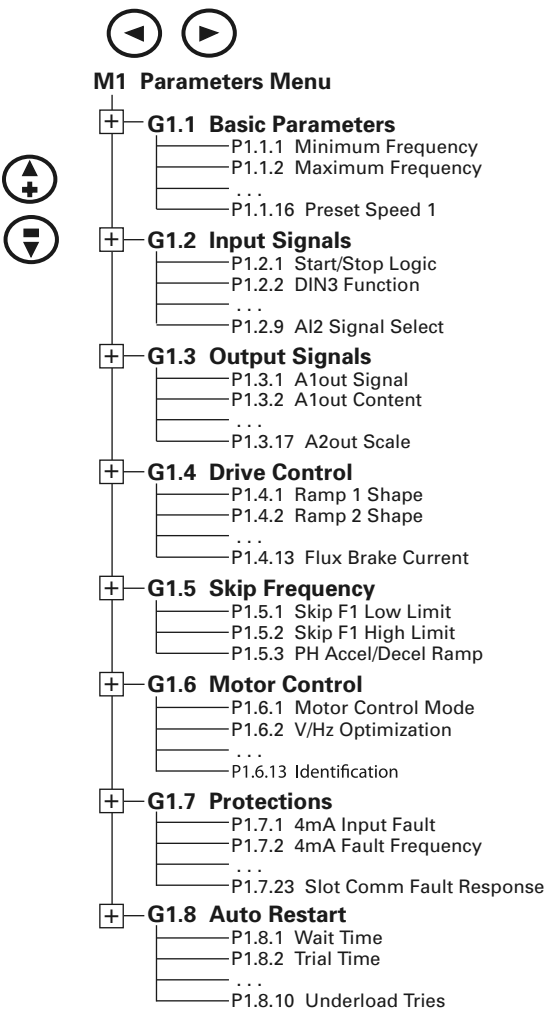 M1 Parameters Menu
G1.1 Basic Parameters
P1.1.1 Minimum Frequency
P1.1.2 Maximum Frequency
. . .
P1.1.16 Preset Speed 1
G1.2 Input Signals
P1.2.1 Start/Stop Logic
P1.2.2 DIN3 Function
. . .
P1.2.9 AI2 Signal Select
G1.3 Output Signals
P1.3.1 A1out Signal
P1.3.2 A1out Content
. . .
P1.3.17 A2out Scale
G1.4 Drive Control
P1.4.1 Ramp 1 Shape
P1.4.2 Ramp 2 Shape
. . .
P1.4.13 Flux Brake Current
G1.5 Skip Frequency
P1.5.1 Skip F1 Low Limit
P1.5.2 Skip F1 High Limit
P1.5.3 PH Accel/Decel Ramp
G1.6 Motor Control
P1.6.1 Motor Control Mode
P1.6.2 V/Hz Optimization
. . .
P1.6.13 Identification
G1.7 Protections
P1.7.1 4mA Input Fault
P1.7.2 4mA Fault Frequency
. . .
P1.7.23 Slot Comm Fault Response
G1.8 Auto Restart
P1.8.1 Wait Time
P1.8.2 Trial Time
. . .
P1.8.10 Underload Tries